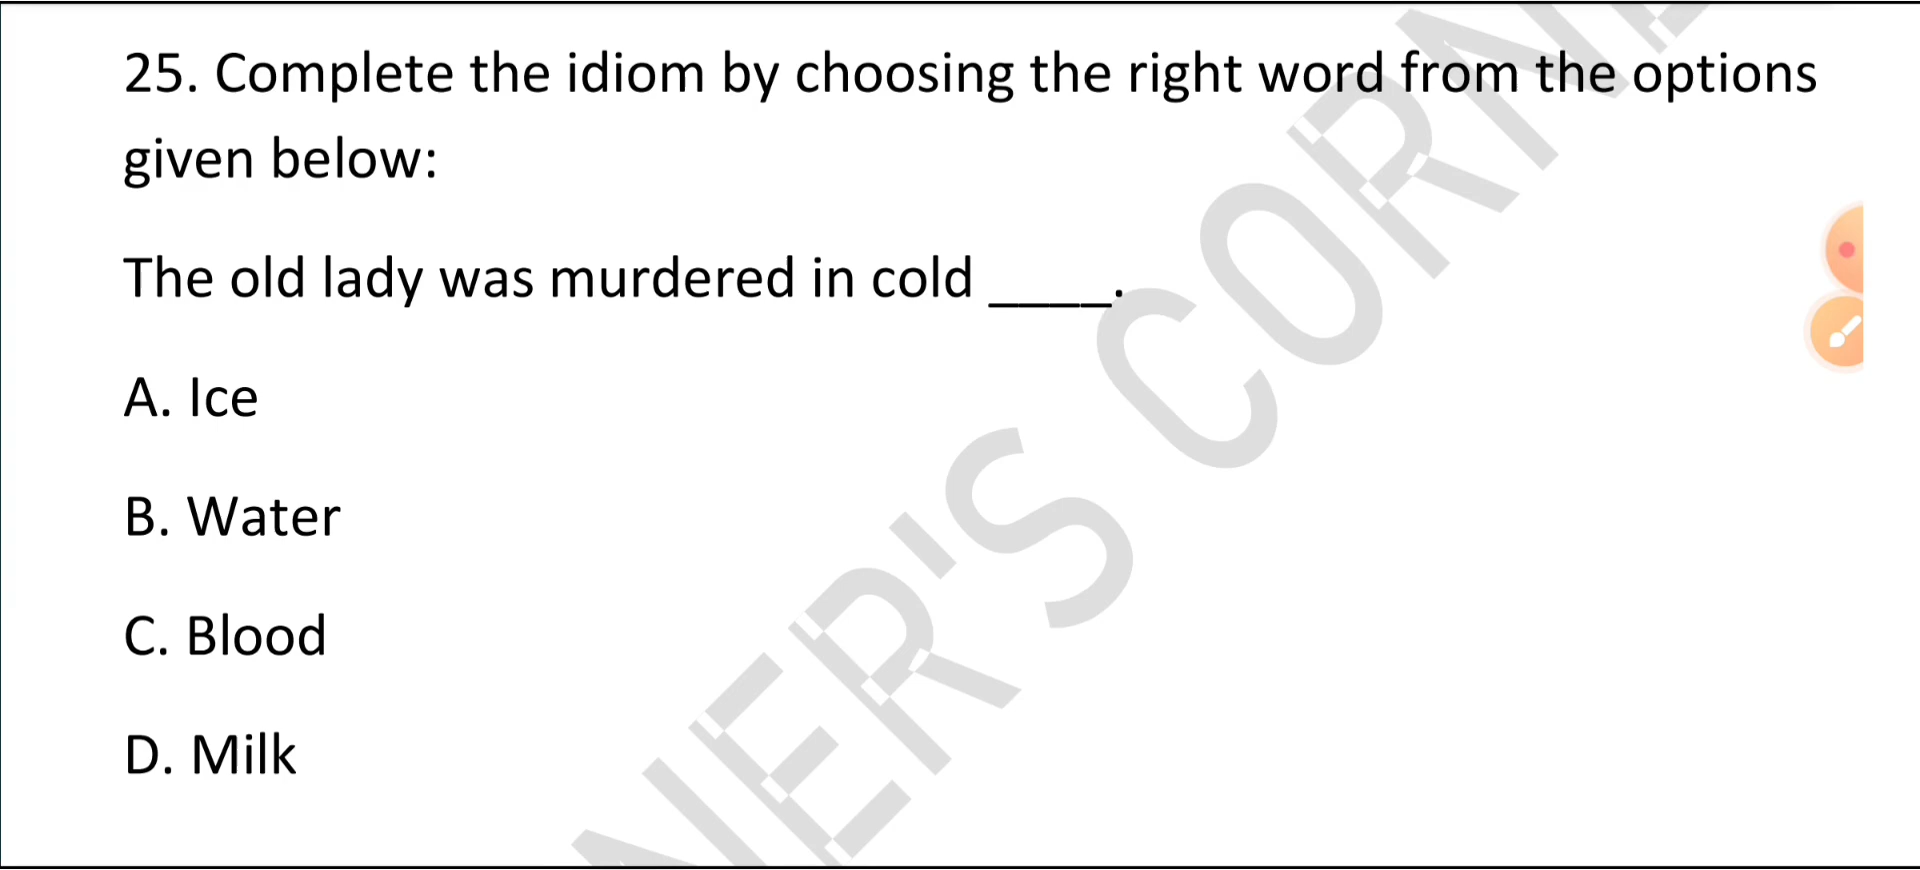 25. Complete the idiom by choosing the right word from the options
given below:
The old lady was murdered in cold ____.
A. Ice
B. Water
C. Blood
D. Milk